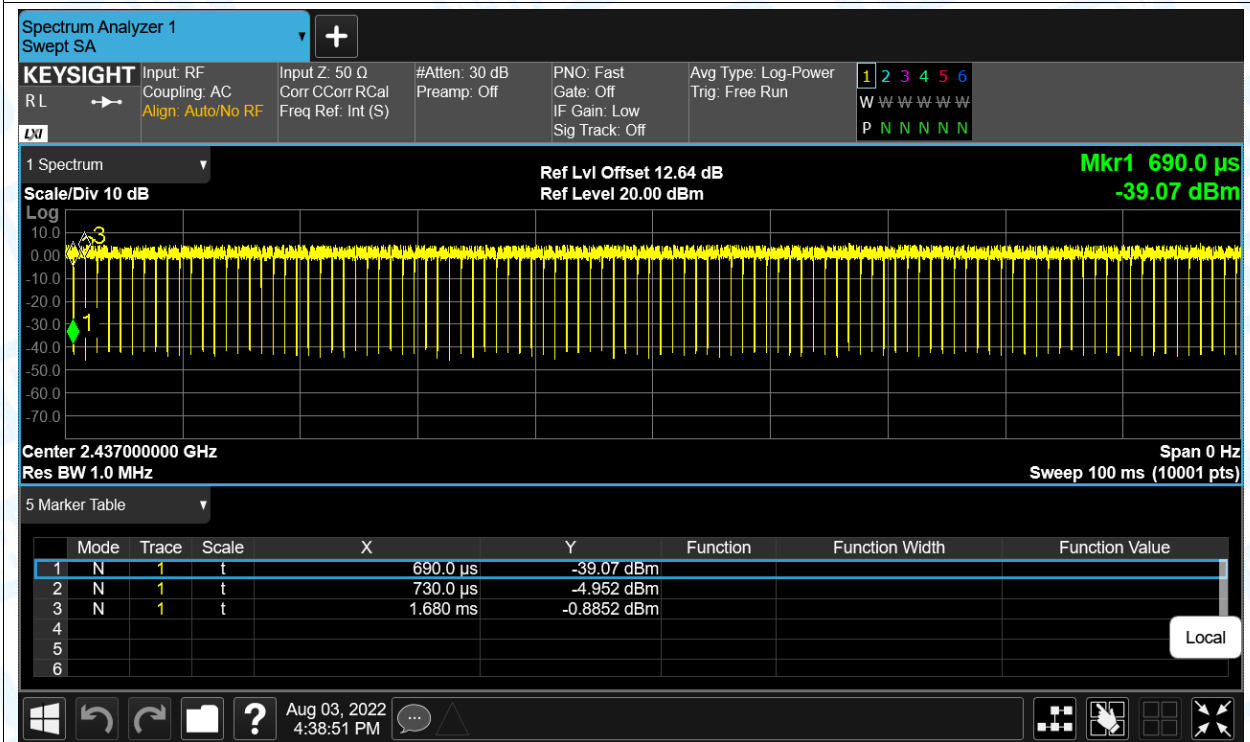 Spectrum Analyzer 1
Swept SA
+
KEYSIGHT
R L
LXI
Input: RF
Coupling: AC
Align: Auto/No RF
Input Z: 50 Ω
Corr CCorr RCal
Freq Ref: Int (S)
#Atten: 30 dB
Preamp: Off
PNO: Fast
Gate: Off
IF Gain: Low
Sig Track: Off
Avg Type: Log-Power
Trig: Free Run
1 2 3 4 5 6
W W W W W W
P N N N N N
1 Spectrum
Scale/Div 10 dB
Ref Lvl Offset 12.64 dB
Ref Level 20.00 dBm
Mkr1 690.0 µs
-39.07 dBm
Log
10.0
0.00
-10.0
-20.0
-30.0
-40.0
-50.0
-60.0
-70.0
3
1
Center 2.437000000 GHz
Res BW 1.0 MHz
Span 0 Hz
Sweep 100 ms (10001 pts)
5 Marker Table
Mode Trace Scale X Y Function Function Width Function Value
1 N 1 t 690.0 µs -39.07 dBm
2 N 1 t 730.0 µs -4.952 dBm
3 N 1 t 1.680 ms -0.8852 dBm
4
5
6
Local
?
Aug 03, 2022
4:38:51 PM